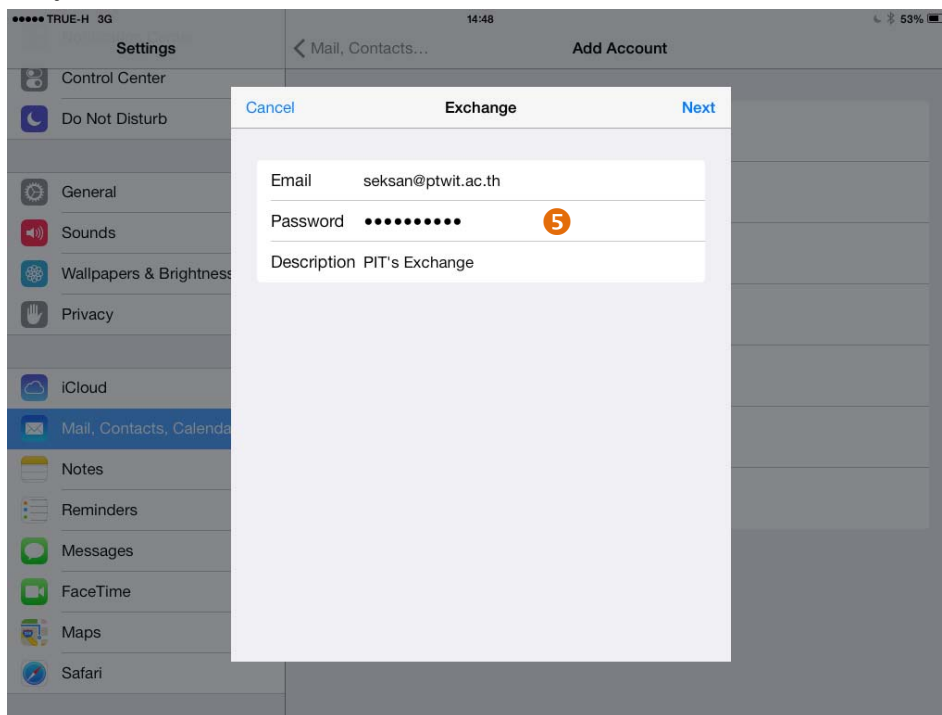 TRUE-H 3G 14:48 53%
Settings
Mail, Contacts... Add Account
Control Center
Do Not Disturb
General
Sounds
Wallpapers & Brightness
Privacy
iCloud
Mail, Contacts, Calenda
Notes
Reminders
Messages
FaceTime
Maps
Safari
Cancel Exchange Next
Email seksan@ptwit.ac.th
Password ●●●●●●●●●● 5
Description PIT's Exchange